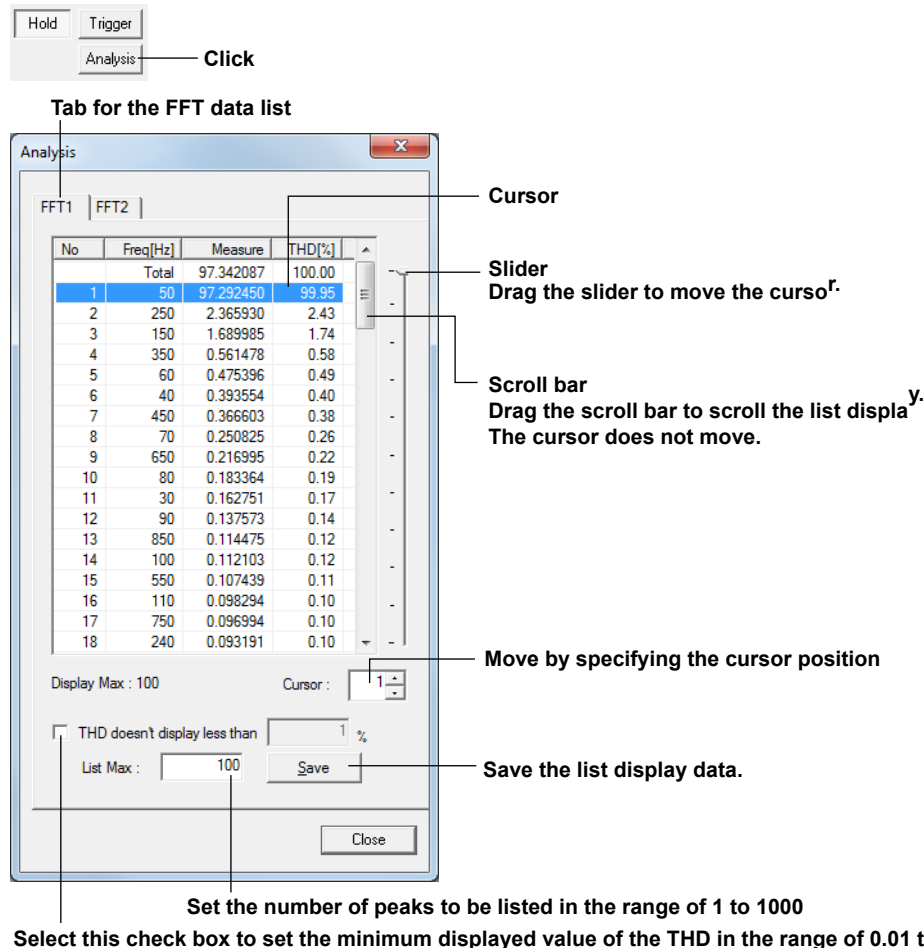 Hold Trigger
Analysis Click
Tab for the FFT data list
Analysis
FFT1 FFT2
Cursor
No Freq[Hz] Measure THD[%]
Total 97.342087 100.00
1 50 97.292450 99.95
2 250 2.365930 2.43
3 150 1.689985 1.74
4 350 0.561478 0.58
5 60 0.475396 0.49
6 40 0.393554 0.40
7 450 0.366603 0.38
8 70 0.250825 0.26
9 650 0.216995 0.22
10 80 0.183364 0.19
11 30 0.162751 0.17
12 90 0.137573 0.14
13 850 0.114475 0.12
14 100 0.112103 0.12
15 550 0.107439 0.11
16 110 0.098294 0.10
17 750 0.096994 0.10
18 240 0.093191 0.10
Slider
Drag the slider to move the cursor.
Scroll bar
Drag the scroll bar to scroll the list display.
The cursor does not move.
Move by specifying the cursor position
Display Max : 100 Cursor : 1
THD doesn't display less than 1 %
List Max : 100 Save
Save the list display data.
Close
Set the number of peaks to be listed in the range of 1 to 1000
Select this check box to set the minimum displayed value of the THD in the range of 0.01